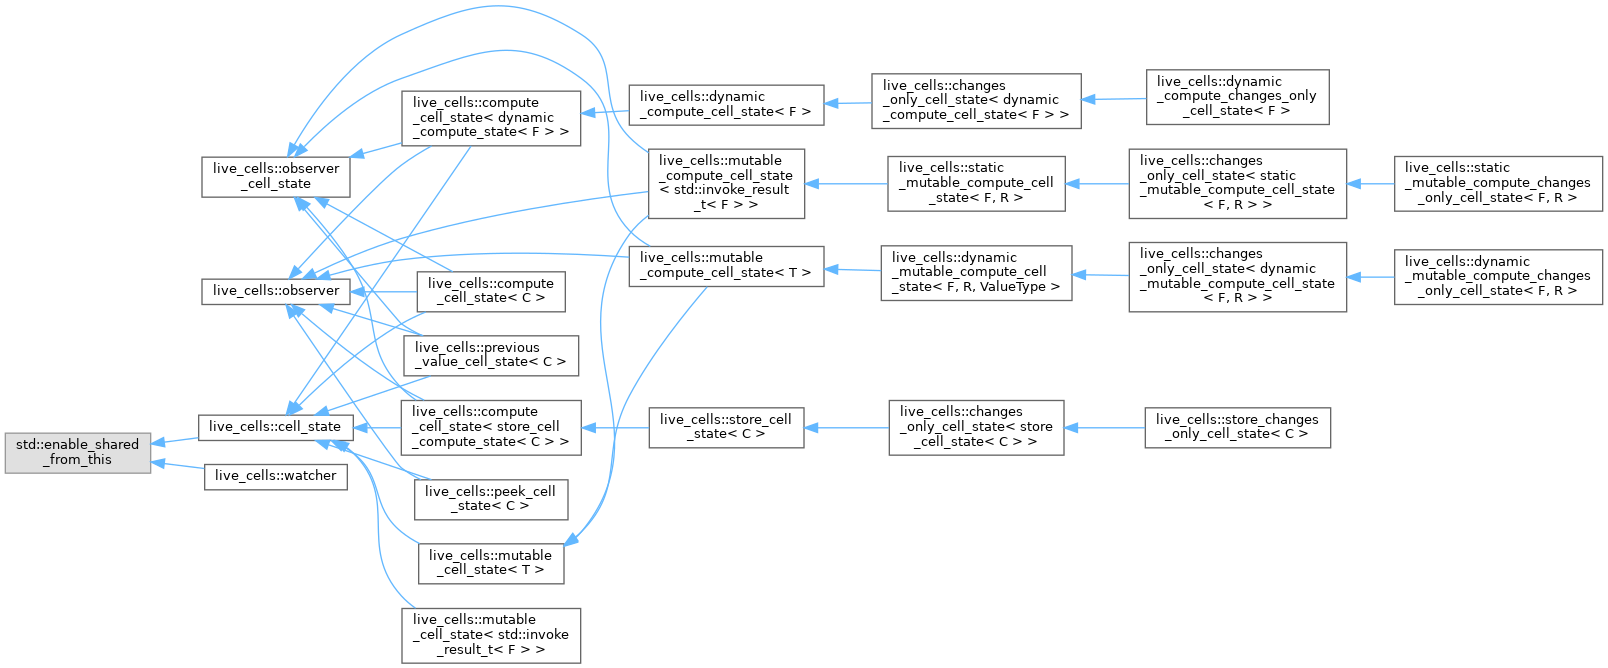 std::enable_shared
_from_this
live_cells::observer
_cell_state
live_cells::observer
live_cells::cell_state
live_cells::watcher
live_cells::compute
_cell_state< dynamic
_compute_state< F > >
live_cells::compute
_cell_state< C >
live_cells::previous
_value_cell_state< C >
live_cells::compute
_cell_state< store_cell
_compute_state< C > >
live_cells::peek_cell
_state< C >
live_cells::mutable
_cell_state< T >
live_cells::mutable
_cell_state< std::invoke
_result_t< F > >
live_cells::dynamic
_compute_cell_state< F >
live_cells::mutable
_compute_cell_state
< std::invoke_result
_t< F > >
live_cells::mutable
_compute_cell_state< T >
live_cells::store_cell
_state< C >
live_cells::changes
_only_cell_state< dynamic
_compute_cell_state< F > >
live_cells::static
_mutable_compute_cell
_state< F, R >
live_cells::dynamic
_mutable_compute_cell
_state< F, R, ValueType >
live_cells::changes
_only_cell_state< store
_cell_state< C > >
live_cells::dynamic
_compute_changes_only
_cell_state< F >
live_cells::changes
_only_cell_state< static
_mutable_compute_cell_state
< F, R > >
live_cells::changes
_only_cell_state< dynamic
_mutable_compute_cell_state
< F, R > >
live_cells::store_changes
_only_cell_state< C >
live_cells::static
_mutable_compute_changes
_only_cell_state< F, R >
live_cells::dynamic
_mutable_compute_changes
_only_cell_state< F, R >